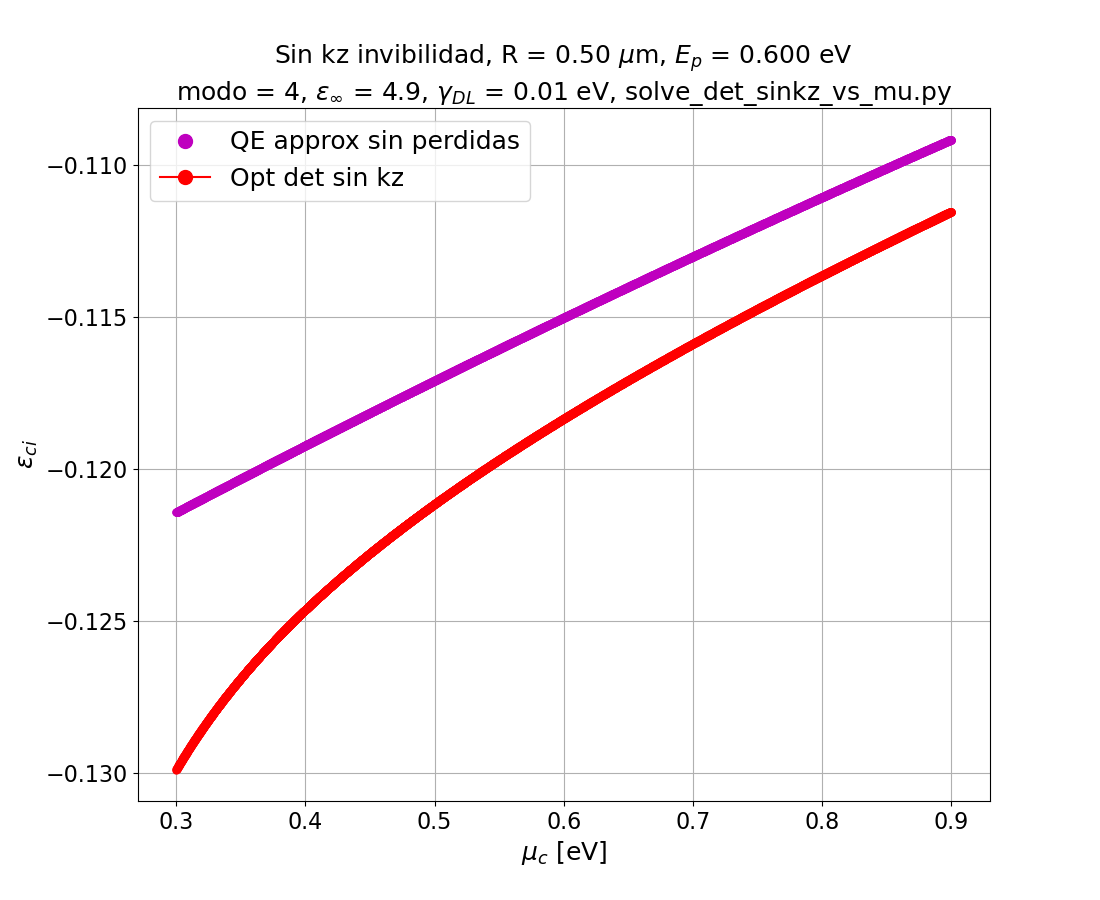 Sin kz invibilidad, R = 0.50 μm, E_p = 0.600 eV
modo = 4, ε_∞ = 4.9, γ_DL = 0.01 eV, solve_det_sinkz_vs_mu.py
QE approx sin perdidas
Opt det sin kz
−0.110
−0.115
−0.120
−0.125
−0.130
ε_ci
0.3 0.4 0.5 0.6 0.7 0.8 0.9
μ_c [eV]